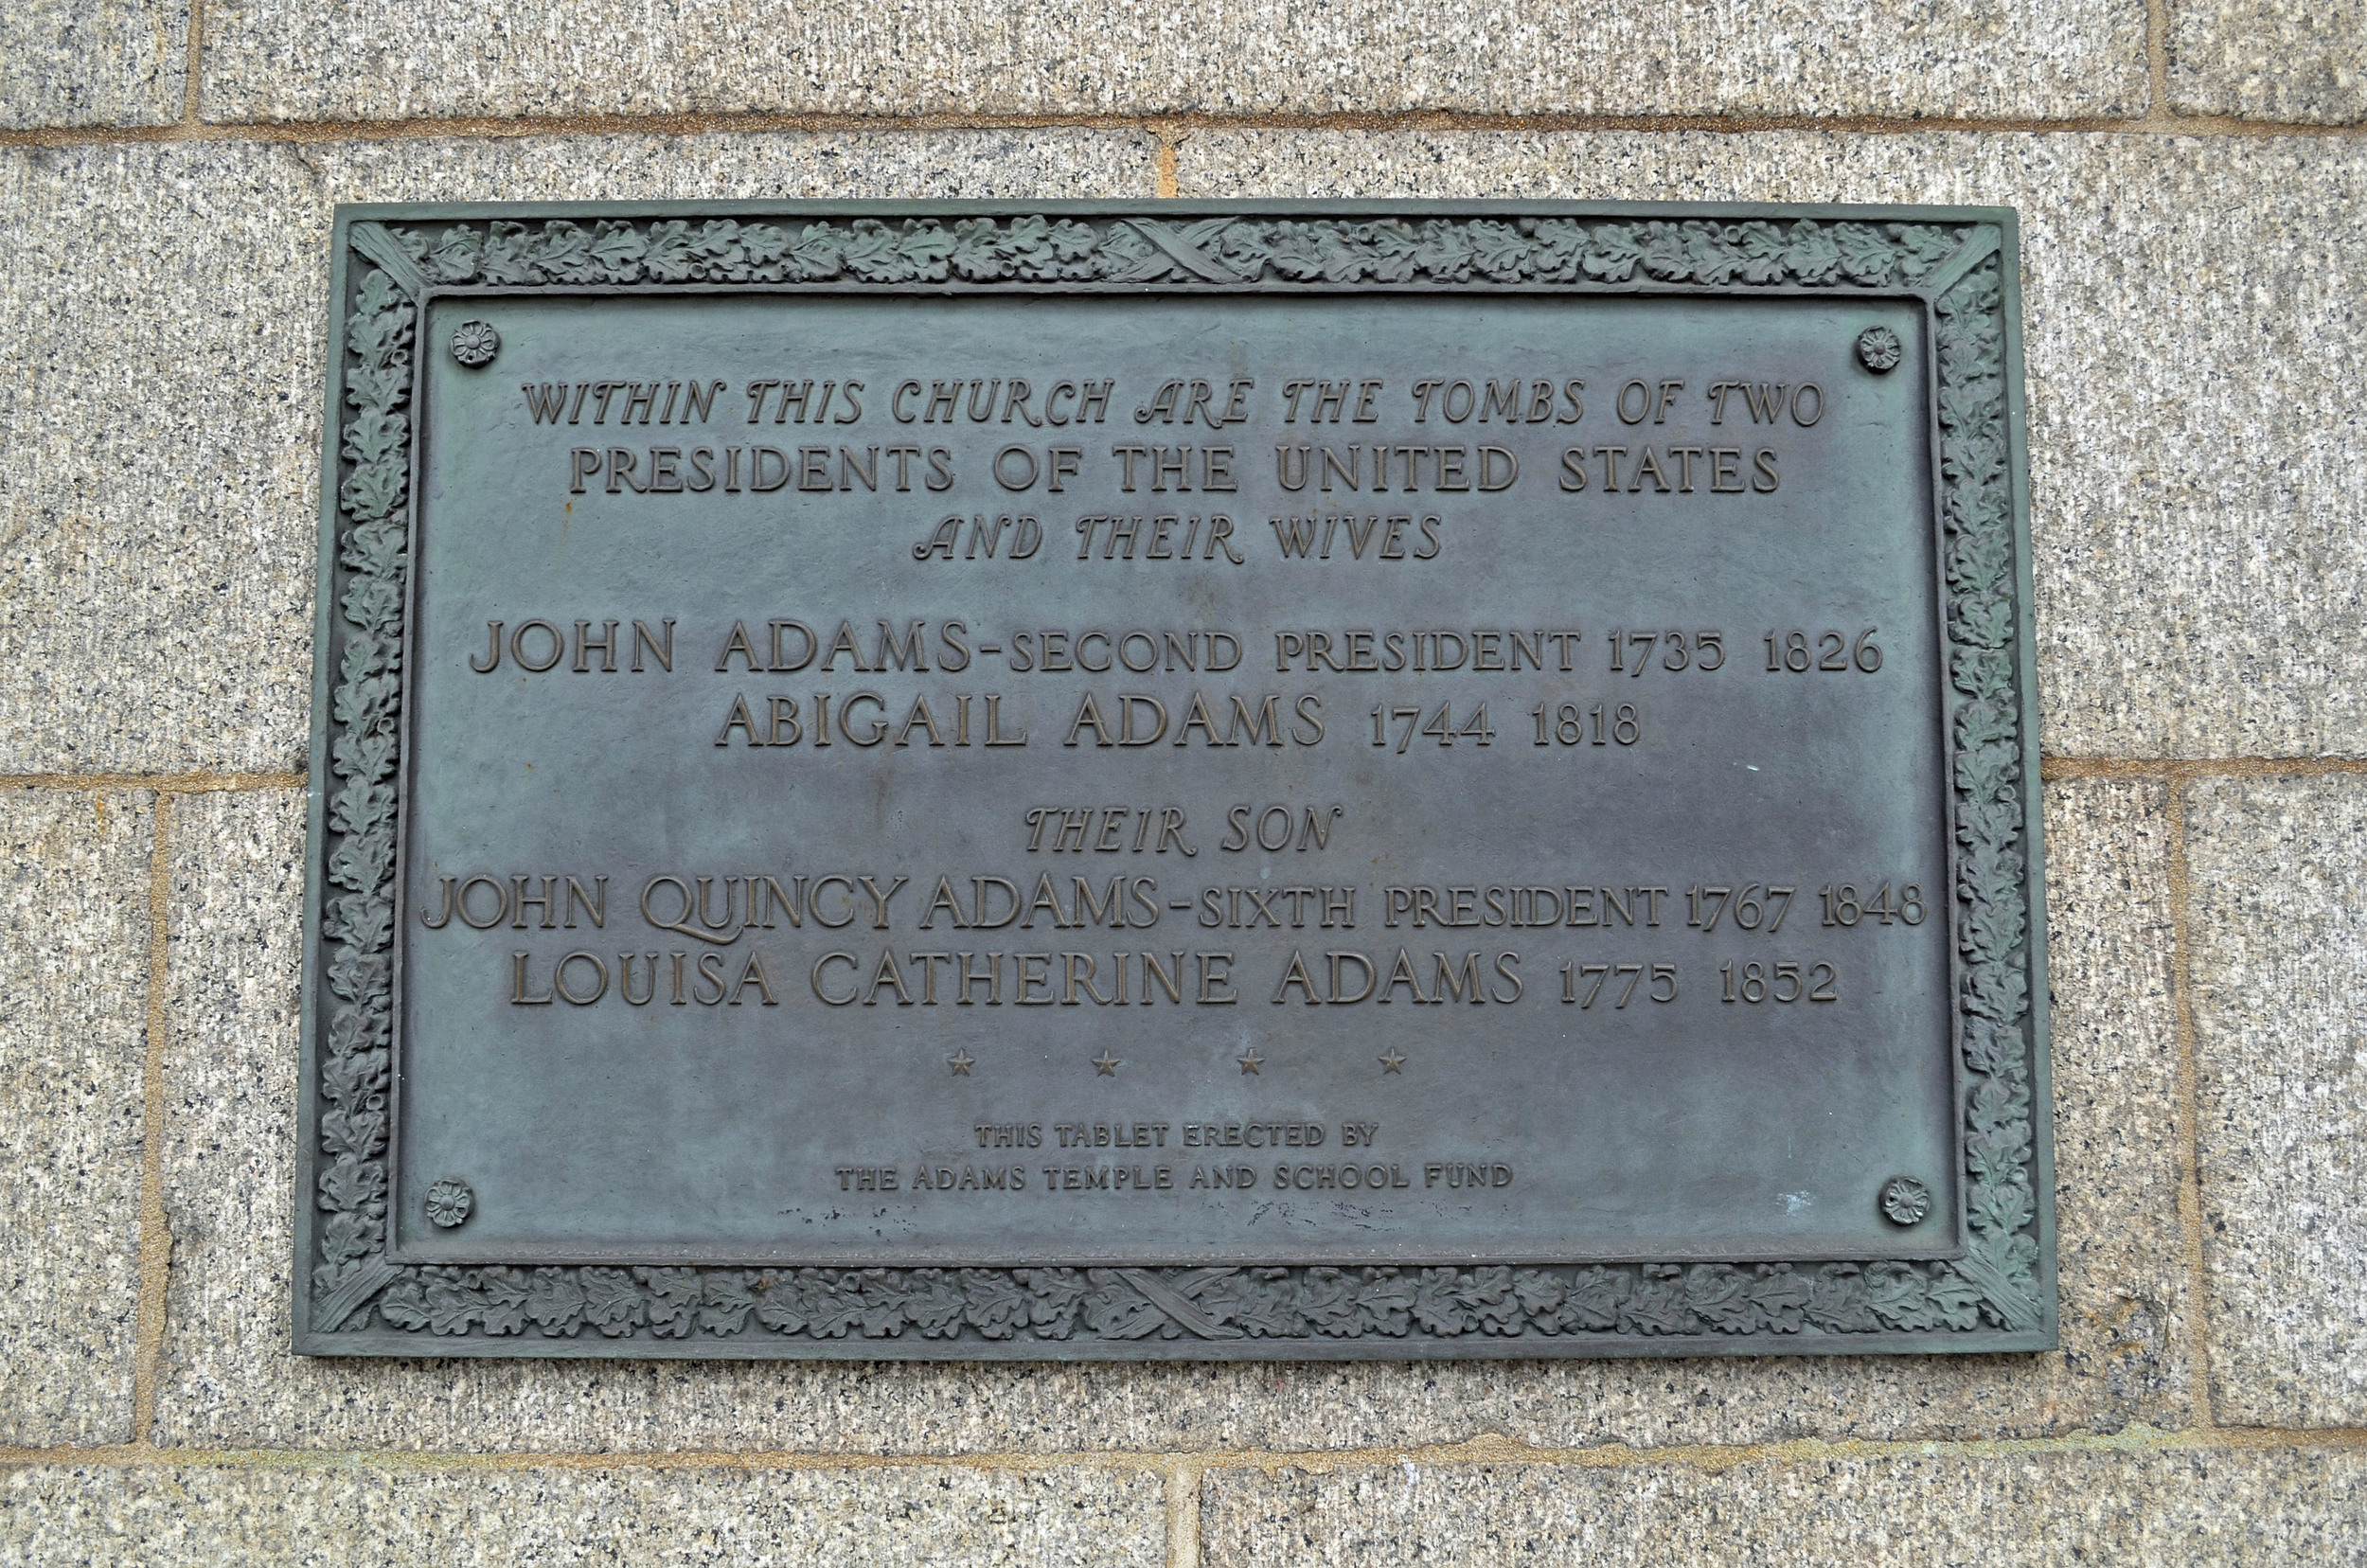 WITHIN THIS CHURCH ARE THE TOMBS OF TWO
PRESIDENTS OF THE UNITED STATES
AND THEIR WIVES
JOHN ADAMS-SECOND PRESIDENT 1735 1826
ABIGAIL ADAMS 1744 1818
THEIR SON
JOHN QUINCY ADAMS-SIXTH PRESIDENT 1767 1848
LOUISA CATHERINE ADAMS 1775 1852
THIS TABLET ERECTED BY
THE ADAMS TEMPLE AND SCHOOL FUND